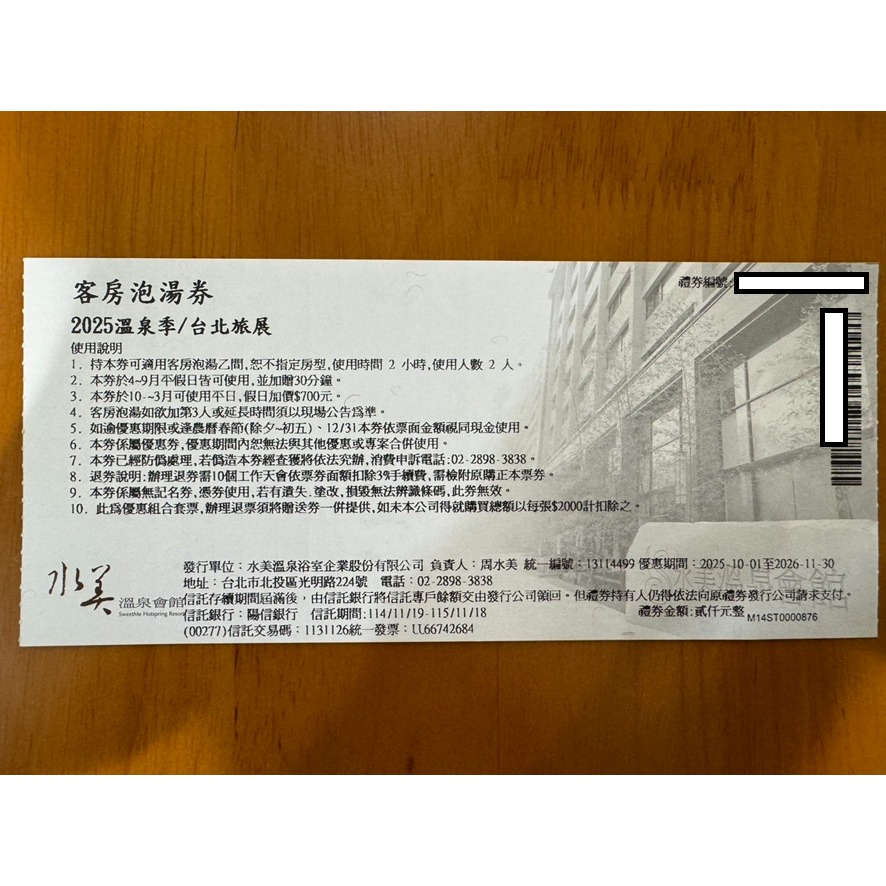 客房泡湯券
禮券編號
2025溫泉季/台北旅展
使用說明
1. 持本券可適用客房泡湯乙間,恕不指定房型,使用時間 2 小時,使用人數 2 人。
2. 本券於4~9月平假日皆可使用,並加贈30分鐘。
3. 本券於10-~3月可使用平日,假日加價$700元。
4. 客房泡湯如欲加第3人或延長時間須以現場公告為準。
5. 如逾優惠期限或逢農曆春節(除夕~初五)、12/31本券依票面金額視同現金使用。
6. 本券係屬優惠券,優惠期間內恕無法與其他優惠或專案合併使用。
7. 本券已經防偽處理,若偽造本券經查獲將依法究辦,消費申訴電話:02-2898-3838。
8. 退券說明:辦理退券需10個工作天會依票券面額扣除3%手續費,需檢附原購正本票券。
9. 本券係屬無記名券,憑券使用,若有遺失、塗改、損毀無法辨識條碼,此券無效。
10. 此為優惠組合套票,辦理退票須將贈送券一併提供,如未本公司得就購買總額以每張$2000計扣除之。
水美 溫泉會館
SweetMe Hotspring Resort
發行單位:水美溫泉浴室企業股份有限公司 負責人:周水美 統一編號:13114499 優惠期間:2025-10-01至2026-11-30
地址:台北市北投區光明路224號 電話:02-2898-3838
信託存續期間屆滿後,由信託銀行將信託專戶餘額交由發行公司領回。但禮券持有人仍得依法向原禮券發行公司請求支付。
信託銀行:陽信銀行 信託期間:114/11/19-115/11/18
禮券金額:貳仟元整
M14ST0000876
(00277)信託交易碼:1131126統一發票:LU66742684
水美溫泉會館